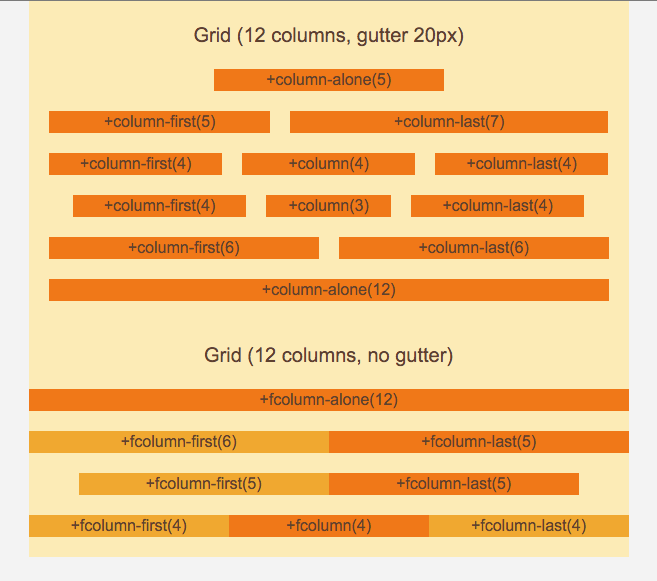 Grid (12 columns, gutter 20px)
+column-alone(5)
+column-first(5) +column-last(7)
+column-first(4) +column(4) +column-last(4)
+column-first(4) +column(3) +column-last(4)
+column-first(6) +column-last(6)
+column-alone(12)
Grid (12 columns, no gutter)
+fcolumn-alone(12)
+fcolumn-first(6) +fcolumn-last(5)
+fcolumn-first(5) +fcolumn-last(5)
+fcolumn-first(4) +fcolumn(4) +fcolumn-last(4)